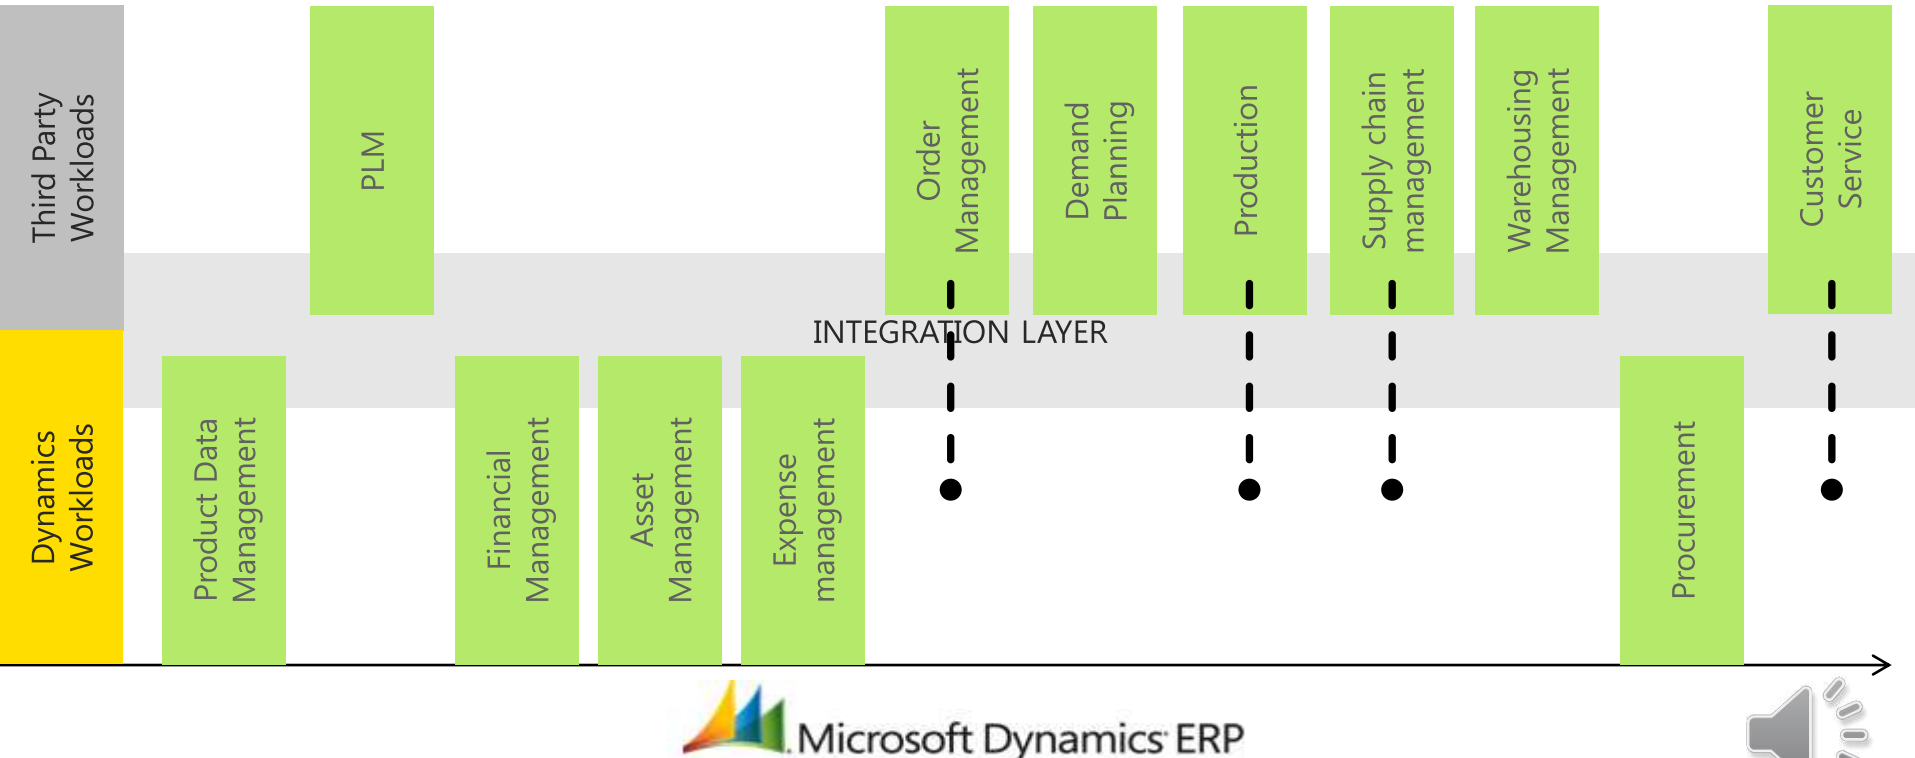 Third Party
Workloads
PLM
Order
Management
Demand
Planning
Production
Supply chain
management
Warehousing
Management
Customer
Service
INTEGRATION LAYER
Dynamics
Workloads
Product Data
Management
Financial
Management
Asset
Management
Expense
management
Procurement
Microsoft Dynamics ERP